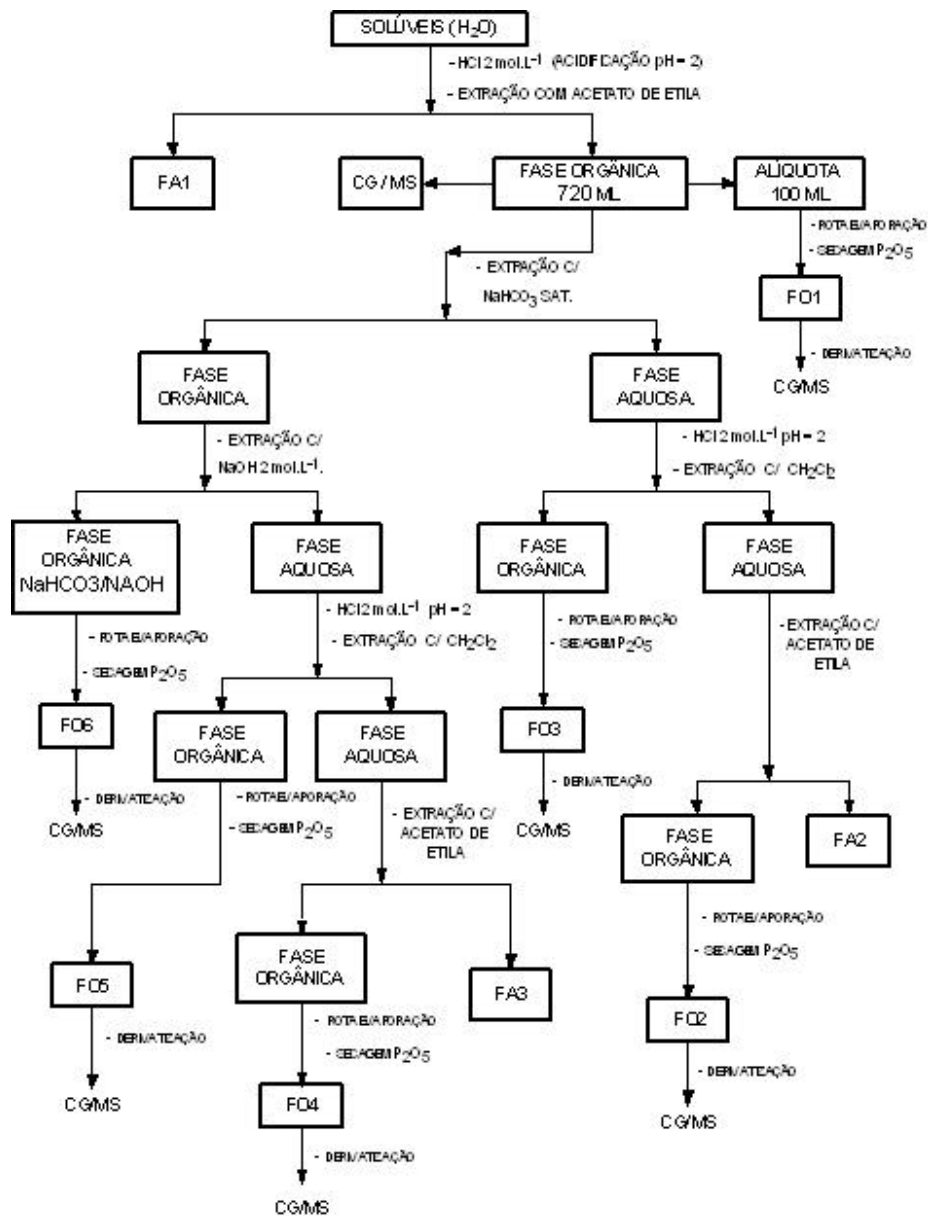 SOLÚVEIS (H2O)
- HCl 2 mol.L-1 (ACIDIFICAÇÃO pH = 2)
- EXTRAÇÃO COM ACETATO DE ETILA
FA1
CG / MS
FASE ORGÂNICA
720 ML
ALÍQUOTA
100 ML
- ROTAEVAPORAÇÃO
- SECAGEM P2O5
- EXTRAÇÃO C/
NaHCO3 SAT.
FO1
- DERIVATIZAÇÃO
CG/MS
FASE
ORGÂNICA.
FASE
AQUOSA.
- EXTRAÇÃO C/
NaOH 2 mol.L-1.
- HCl 2 mol.L-1 pH = 2
- EXTRAÇÃO C/ CH2Cl2
FASE
ORGÂNICA
NaHCO3/NAOH
FASE
AQUOSA
FASE
ORGÂNICA
FASE
AQUOSA
- ROTAEVAPORAÇÃO
- SECAGEM P2O5
- HCl 2 mol.L-1 pH = 2
- EXTRAÇÃO C/ CH2Cl2
- ROTAEVAPORAÇÃO
- SECAGEM P2O5
- EXTRAÇÃO C/
ACETATO DE
ETILA
FO6
FASE
ORGÂNICA
FASE
AQUOSA
FO3
- DERIVATIZAÇÃO
CG/MS
- ROTAEVAPORAÇÃO
- SECAGEM P2O5
- EXTRAÇÃO C/
ACETATO DE
ETILA
- DERIVATIZAÇÃO
CG/MS
FASE
ORGÂNICA
FA2
FASE
ORGÂNICA
- ROTAEVAPORAÇÃO
- SECAGEM P2O5
FO5
FA3
- DERIVATIZAÇÃO
CG/MS
- ROTAEVAPORAÇÃO
- SECAGEM P2O5
FO2
- DERIVATIZAÇÃO
CG/MS
FO4
- DERIVATIZAÇÃO
CG/MS